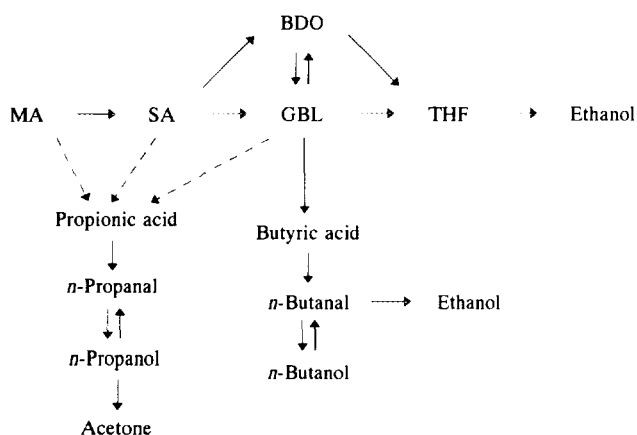 BDO
MA SA GBL THF Ethanol
Propionic acid
Butyric acid
n-Propanal
n-Butanal Ethanol
n-Propanol
n-Butanol
Acetone